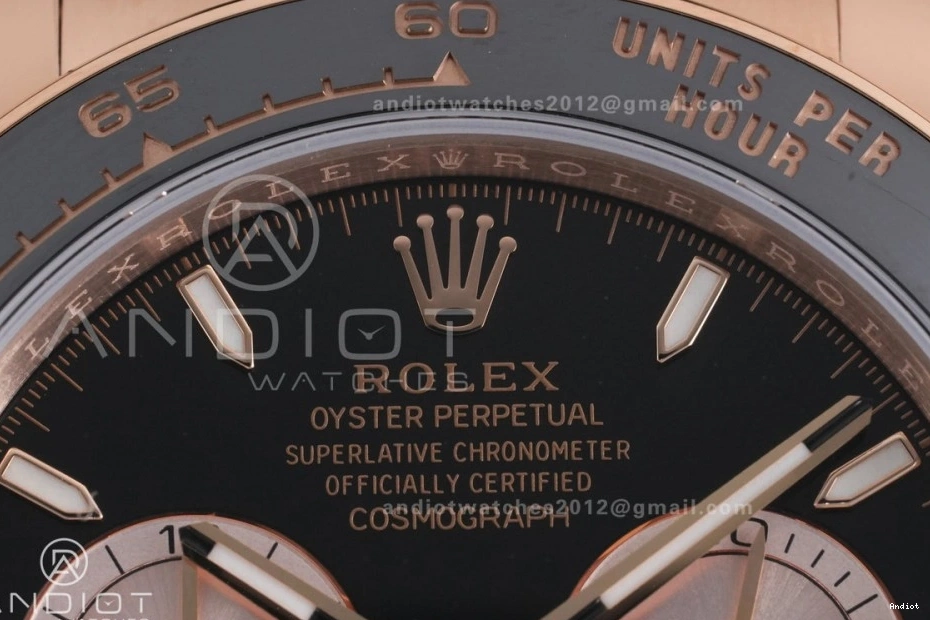 60
65
UNITS PER
HOUR
andiotwatches2012@gmail.com
ROLEX ROLEX ROLEX ROLEX
ANDIOT
WATCHES
ROLEX
OYSTER PERPETUAL
SUPERLATIVE CHRONOMETER
OFFICIALLY CERTIFIED
andiotwatches2012@gmail.com
COSMOGRAPH
ANDIOT
Andiot